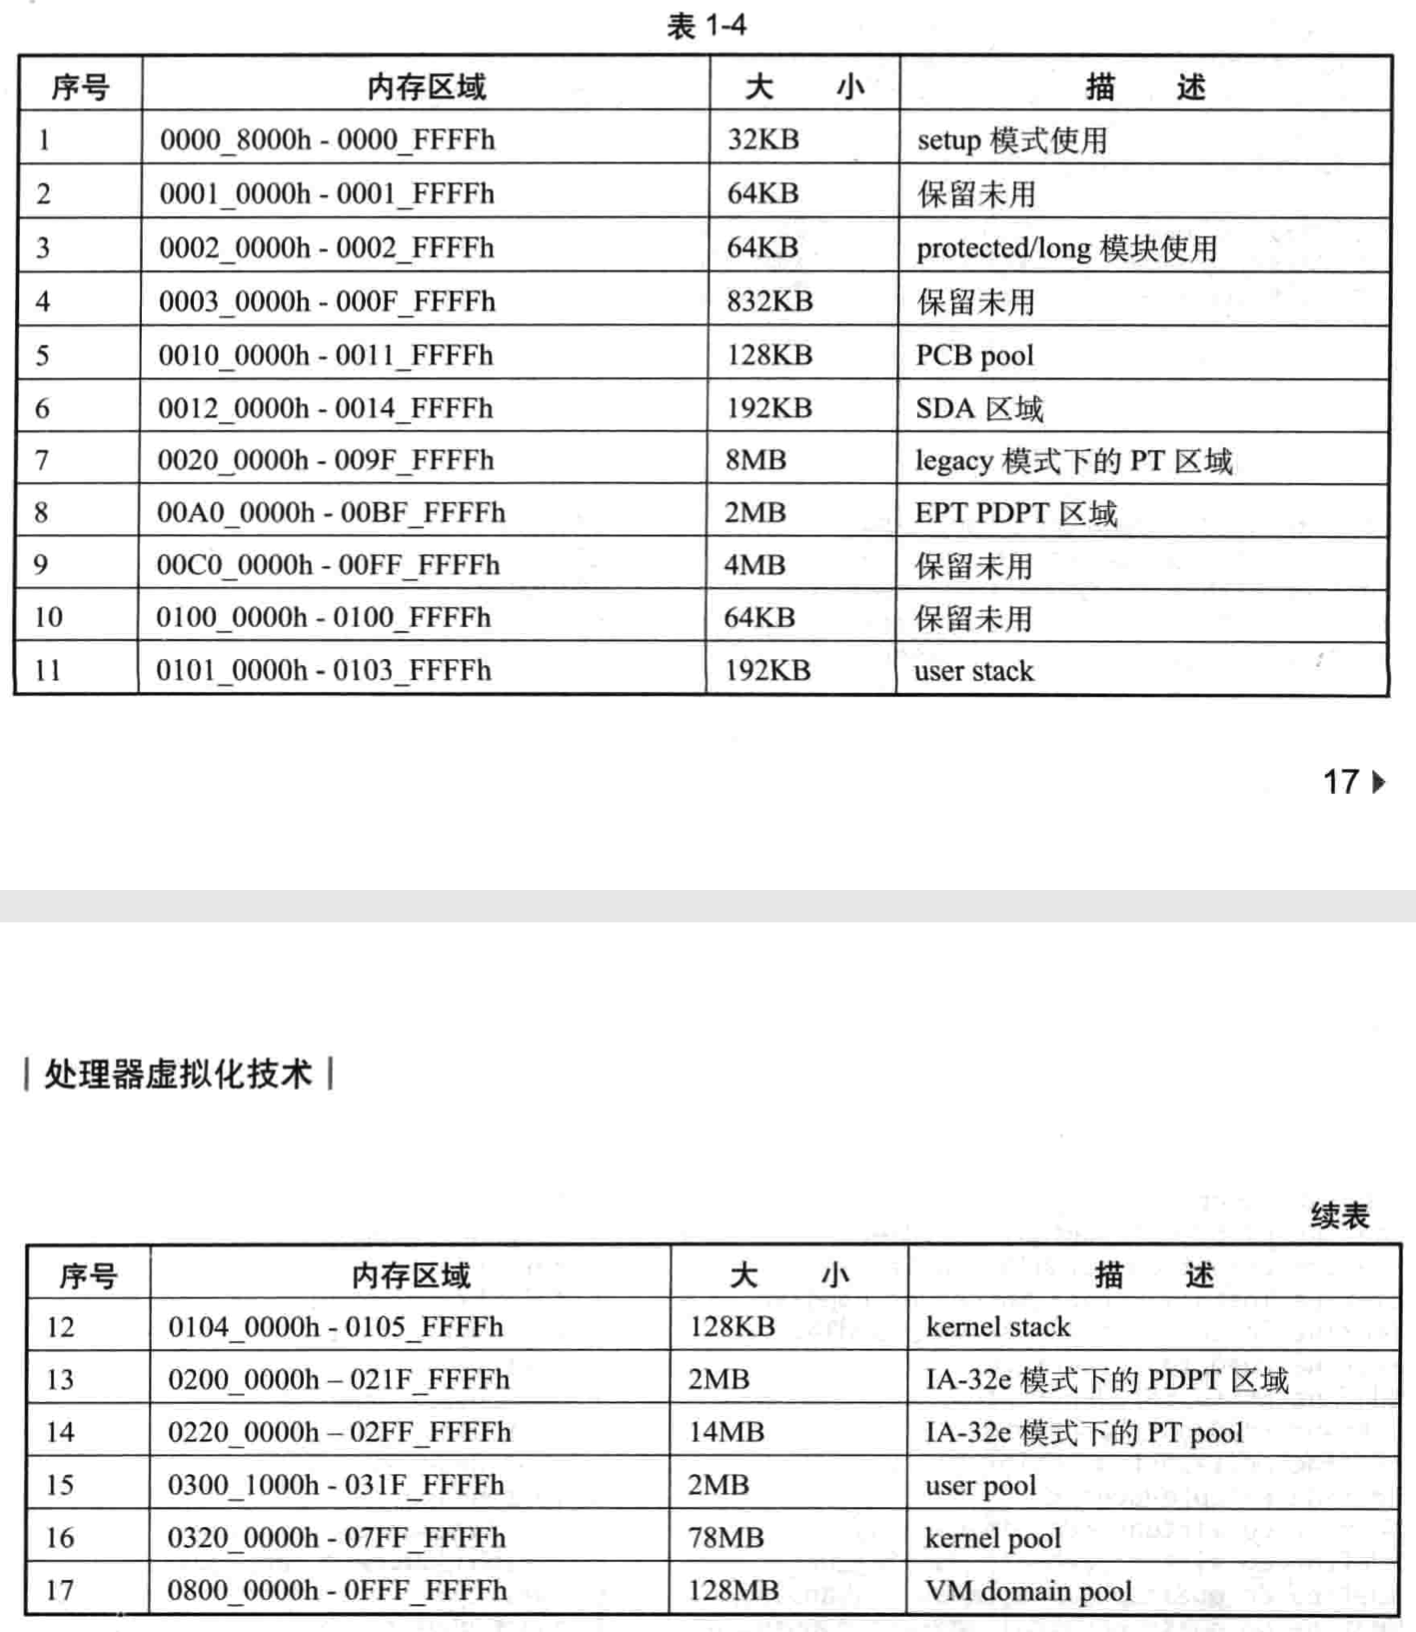 表 1-4
序号 内存区域 大 小 描 述
1 0000_8000h - 0000_FFFFh 32KB setup 模式使用
2 0001_0000h - 0001_FFFFh 64KB 保留未用
3 0002_0000h - 0002_FFFFh 64KB protected/long 模块使用
4 0003_0000h - 000F_FFFFh 832KB 保留未用
5 0010_0000h - 0011_FFFFh 128KB PCB pool
6 0012_0000h - 0014_FFFFh 192KB SDA 区域
7 0020_0000h - 009F_FFFFh 8MB legacy 模式下的 PT 区域
8 00A0_0000h - 00BF_FFFFh 2MB EPT PDPT 区域
9 00C0_0000h - 00FF_FFFFh 4MB 保留未用
10 0100_0000h - 0100_FFFFh 64KB 保留未用
11 0101_0000h - 0103_FFFFh 192KB user stack
17
处理器虚拟化技术
续表
序号 内存区域 大 小 描 述
12 0104_0000h - 0105_FFFFh 128KB kernel stack
13 0200_0000h – 021F_FFFFh 2MB IA-32e 模式下的 PDPT 区域
14 0220_0000h – 02FF_FFFFh 14MB IA-32e 模式下的 PT pool
15 0300_1000h - 031F_FFFFh 2MB user pool
16 0320_0000h - 07FF_FFFFh 78MB kernel pool
17 0800_0000h - 0FFF_FFFFh 128MB VM domain pool